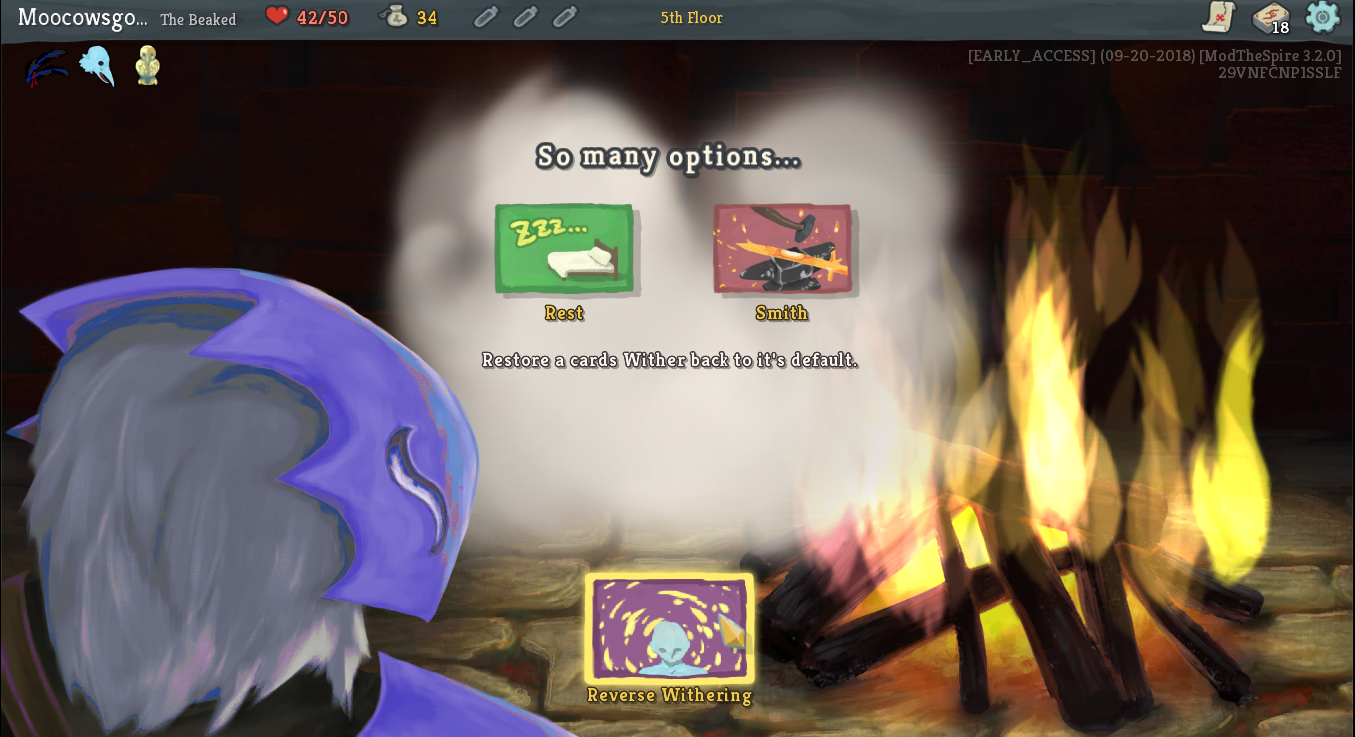 Moocowsgo... The Beaked 42/50 34 5th Floor 18
[EARLY_ACCESS] (09-20-2018) [ModTheSpire 3.2.0]
29VNFCNP1SSLF
So many options...
Zzz...
Rest Smith
Restore a cards Wither back to it's default.
Reverse Withering